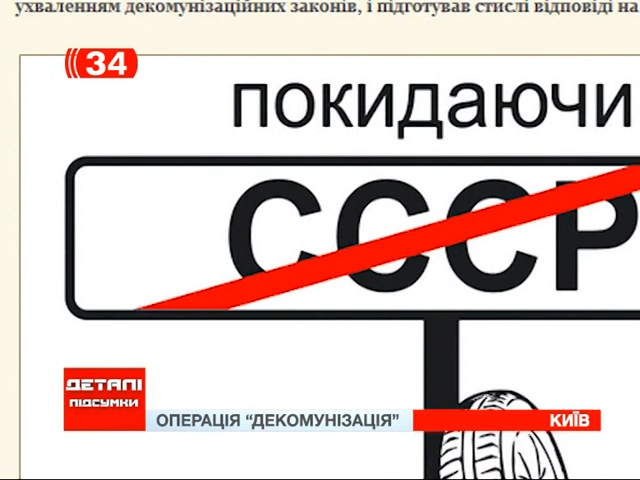 ухваленням декомунізаційних законів, і підготував стислі відповіді на
34
покидаючи
СССР
ДЕТАЛІ
ПІДСУМКИ
ОПЕРАЦІЯ “ДЕКОМУНІЗАЦІЯ”
КИЇВ